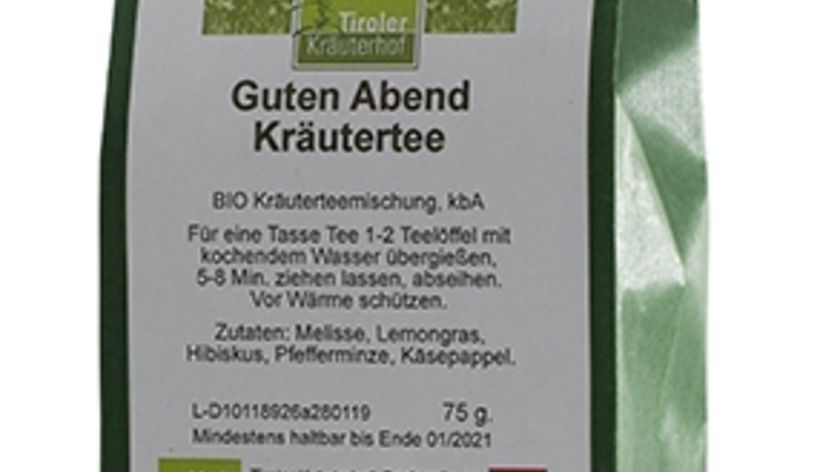 Tiroler
Kräuterhof
Guten Abend
Kräutertee
BIO Kräuterteemischung, kbA
Für eine Tasse Tee 1-2 Teelöffel mit
kochendem Wasser übergießen,
5-8 Min. ziehen lassen, abseihen.
Vor Wärme schützen.
Zutaten: Melisse, Lemongras,
Hibiskus, Pfefferminze, Käsepappel.
L-D10118926a280119 75 g.
Mindestens haltbar bis Ende 01/2021